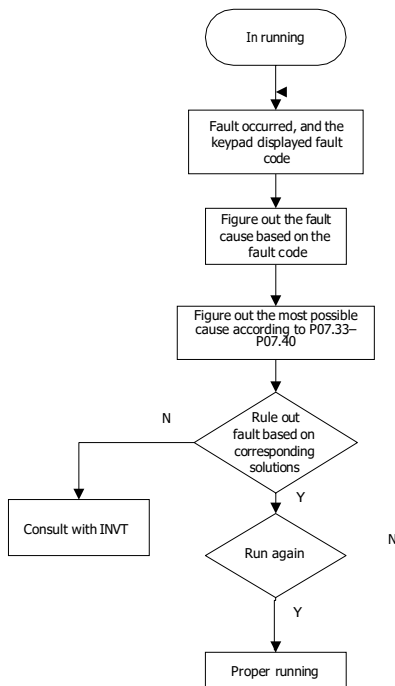 In running
Fault occurred, and the
keypad displayed fault
code
Figure out the fault
cause based on the
fault code
Figure out the most possible
cause according to P07.33–
P07.40
N
Rule out
fault based on
corresponding
solutions
Y
Consult with INVT
Run again
N
Y
Proper running